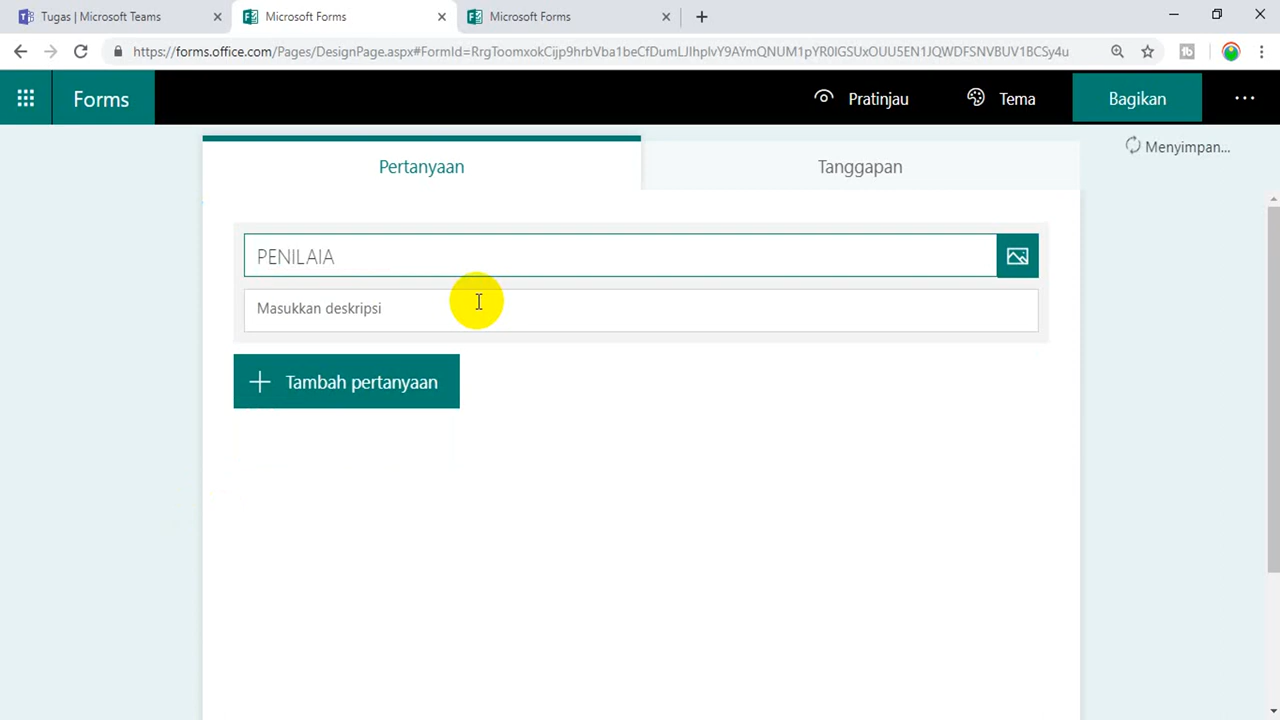 Tugas | Microsoft Teams
Microsoft Forms
Microsoft Forms
https://forms.office.com/Pages/DesignPage.aspx#FormId=RrgToomxokCijp9hrbVba1beCfDumLJIhplvY9AYmQNUM1pYR0lGSUxOUU5EN1JQWDFSNVBUV1BCSy4u
Forms
Pratinjau
Tema
Bagikan
Menyimpan...
Pertanyaan
Tanggapan
PENILAIA
Masukkan deskripsi
Tambah pertanyaan